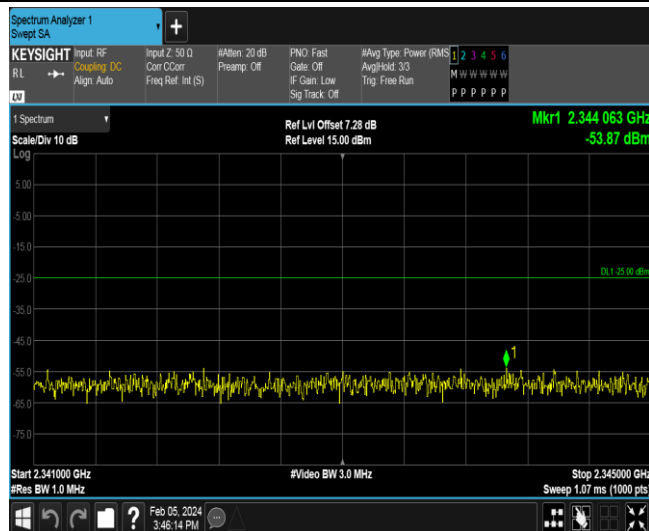 Spectrum Analyzer 1
Swept SA
+
KEYSIGHT
RL
LXI
Input: RF
Coupling: DC
Align: Auto
Input Z: 50 Ω
Corr CCorr
Freq Ref: Int (S)
#Atten: 20 dB
Preamp: Off
PNO: Fast
Gate: Off
IF Gain: Low
Sig Track: Off
#Avg Type: Power (RMS
Avg|Hold: 3/3
Trig: Free Run
1 2 3 4 5 6
M W W W W W
P P P P P P
1 Spectrum
Scale/Div 10 dB
Ref Lvl Offset 7.28 dB
Ref Level 15.00 dBm
Mkr1 2.344 063 GHz
-53.87 dBm
Log
5.00
-5.00
-15.0
-25.0
DL1 -25.00 dBm
-35.0
-45.0
1
-55.0
-65.0
-75.0
Start 2.341000 GHz
#Res BW 1.0 MHz
#Video BW 3.0 MHz
Stop 2.345000 GHz
Sweep 1.07 ms (1000 pts)
?
Feb 05, 2024
3:46:14 PM